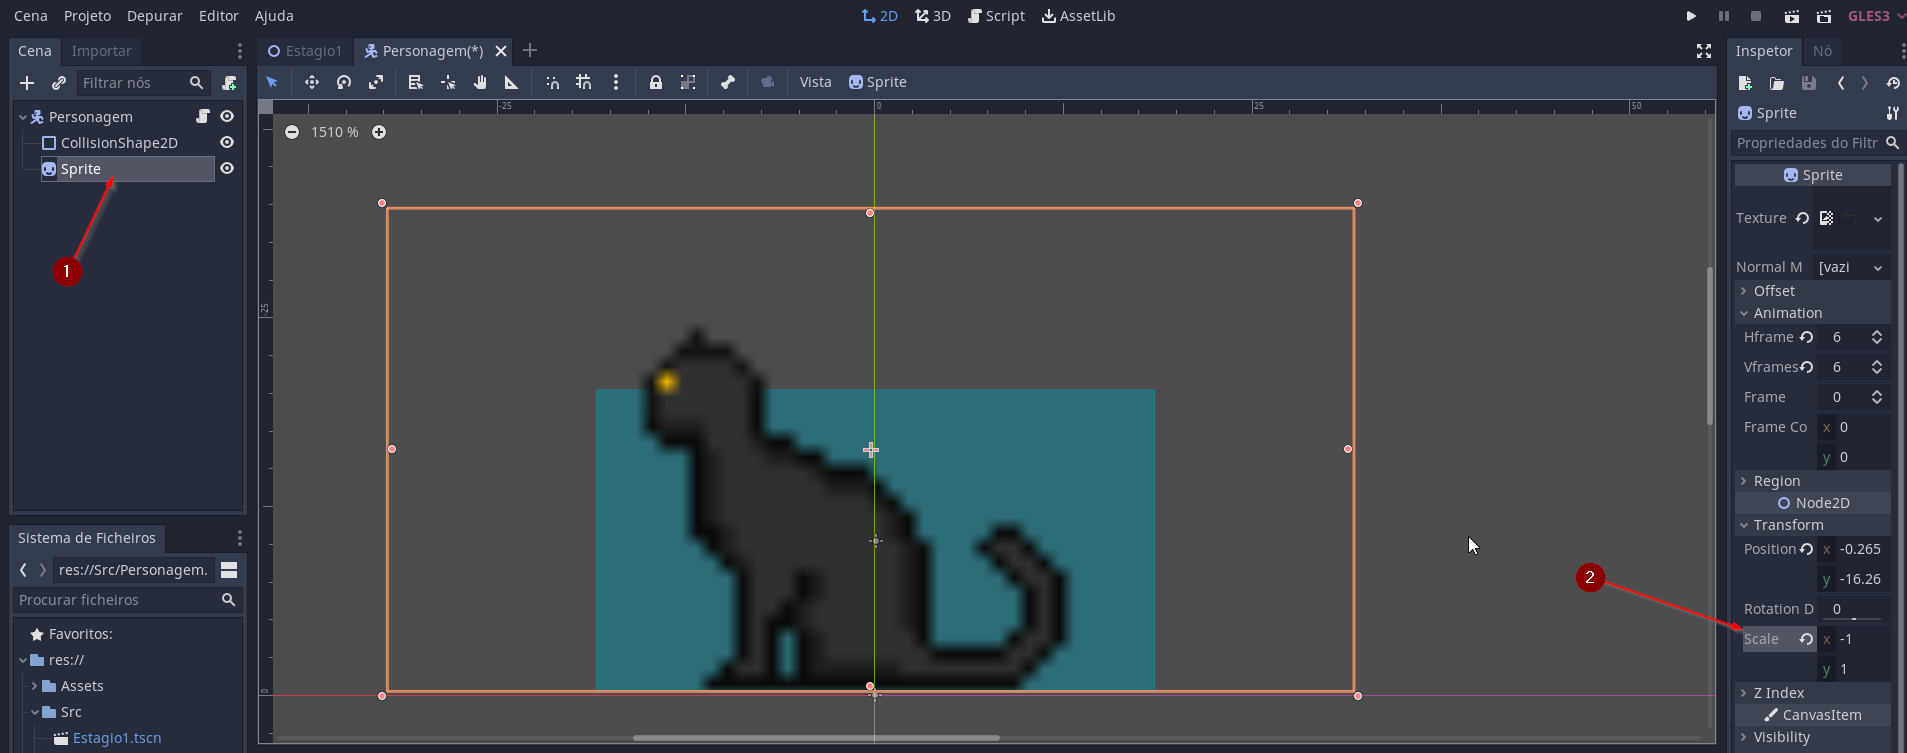 Cena Projeto Depurar Editor Ajuda 2D 3D Script AssetLib GLES3
Cena Importar Estagio1 Personagem(*) Inspetor Nó
Filtrar nós Vista Sprite
-25 0 25 50
Personagem
CollisionShape2D
Sprite
1
1510 %
-25
0
Sprite
Propriedades do Filtr
Sprite
Texture
Normal M [vazi
Offset
Animation
Hframe 6
Vframes 6
Frame 0
Frame Co x 0
y 0
Region
Node2D
Transform
Position x -0.265
y -16.26
Rotation D 0
2
Scale x -1
y 1
Z Index
CanvasItem
Visibility
Sistema de Ficheiros
res://Src/Personagem.
Procurar ficheiros
Favoritos:
res://
Assets
Src
Estagio1.tscn